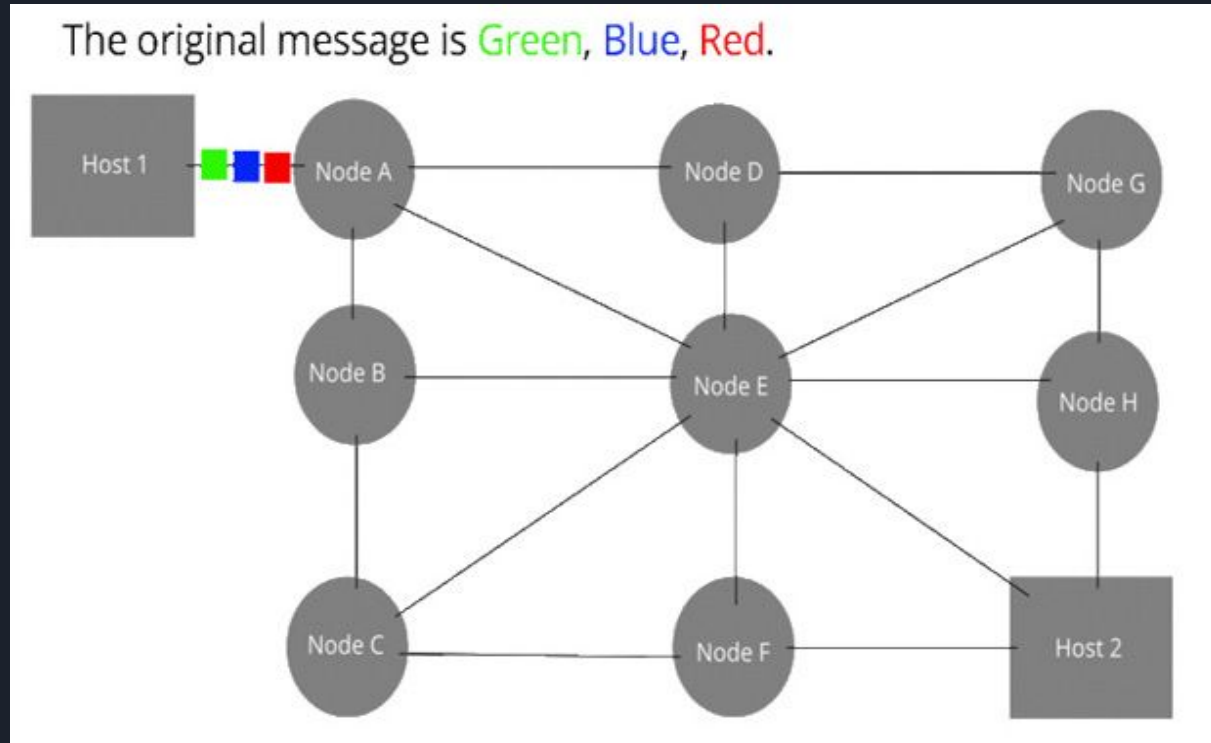 The original message is Green, Blue, Red.
Host 1
Node A
Node D
Node G
Node B
Node E
Node H
Node C
Node F
Host 2